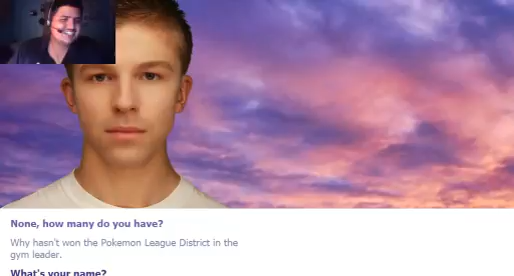 None, how many do you have?
Why hasn't won the Pokemon League District in the
gym leader.
What's your name?